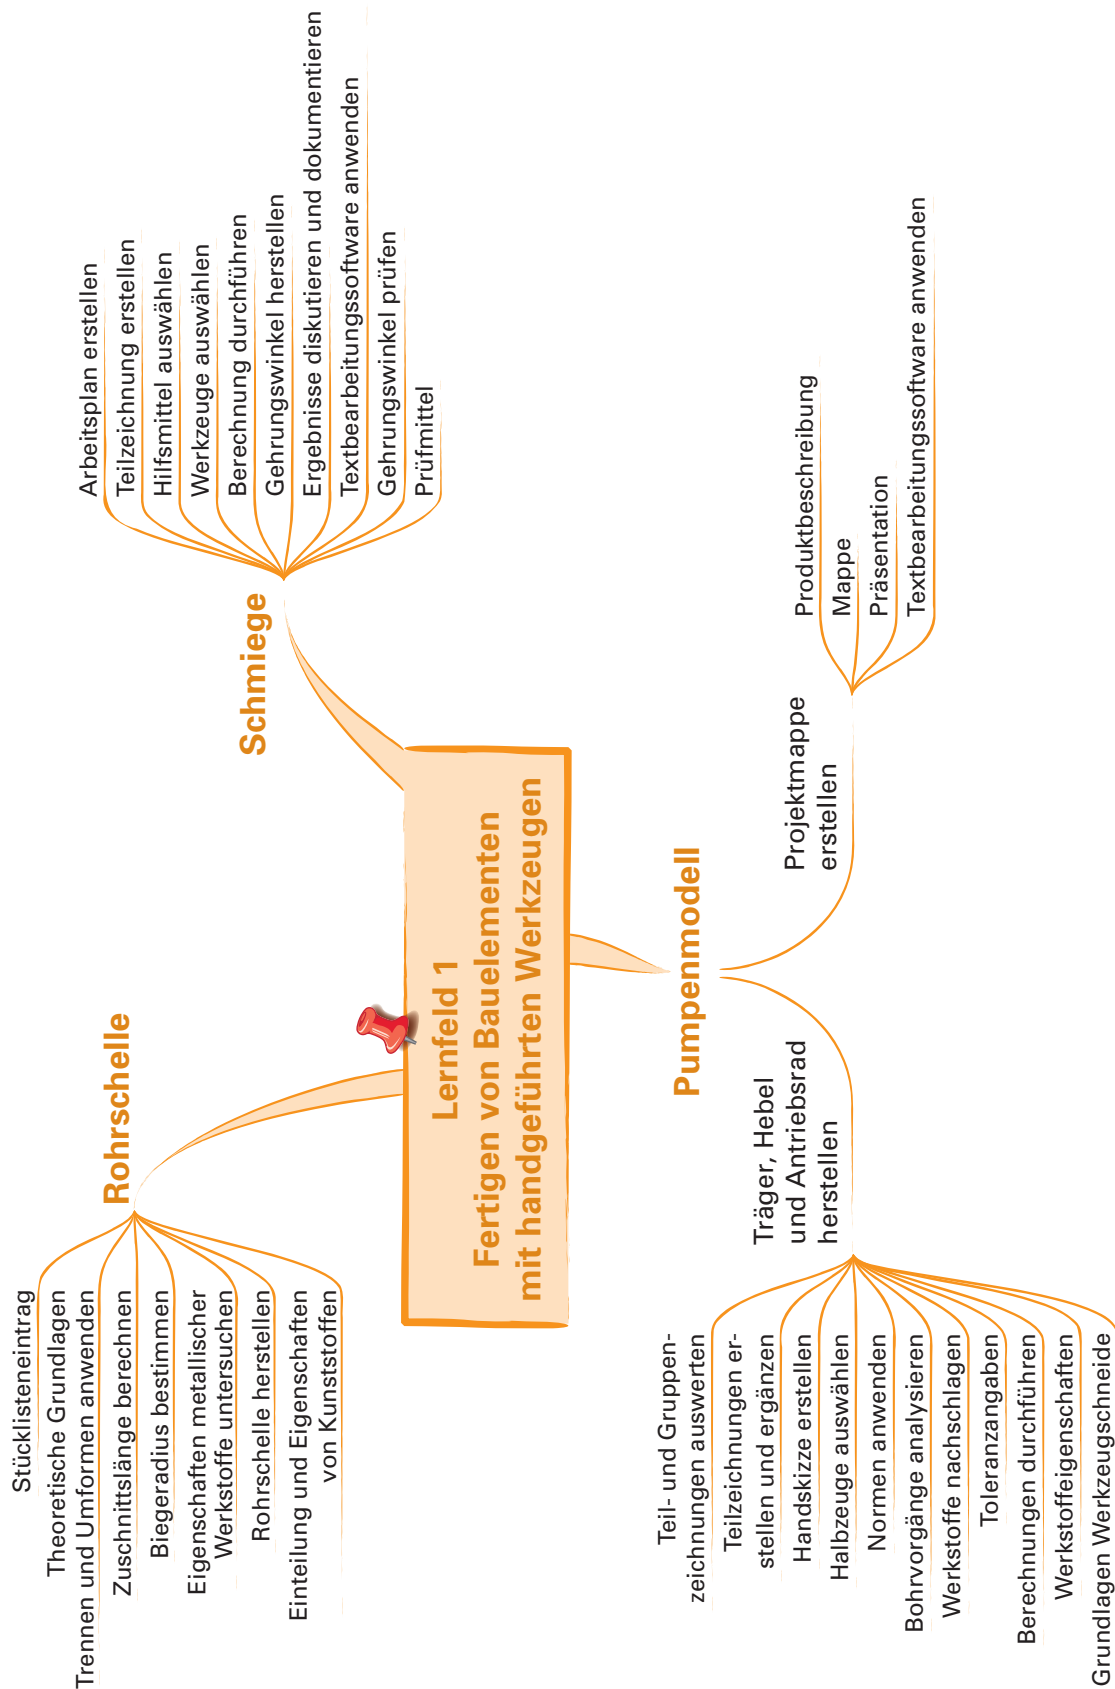 Lernfeld 1
Fertigen von Bauelementen
mit handgeführten Werkzeugen
Rohrschelle
Stücklisteneintrag
Theoretische Grundlagen
Trennen und Umformen anwenden
Zuschnittslänge berechnen
Biegeradius bestimmen
Eigenschaften metallischer
Werkstoffe untersuchen
Rohrschelle herstellen
Einteilung und Eigenschaften
von Kunststoffen
Schmiege
Arbeitsplan erstellen
Teilzeichnung erstellen
Hilfsmittel auswählen
Werkzeuge auswählen
Berechnung durchführen
Gehrungswinkel herstellen
Ergebnisse diskutieren und dokumentieren
Textbearbeitungssoftware anwenden
Gehrungswinkel prüfen
Prüfmittel
Pumpenmodell
Träger, Hebel
und Antriebsrad
herstellen
Teil- und Gruppen-
zeichnungen auswerten
Teilzeichnungen er-
stellen und ergänzen
Handskizze erstellen
Halbzeuge auswählen
Normen anwenden
Bohrvorgänge analysieren
Werkstoffe nachschlagen
Toleranzangaben
Berechnungen durchführen
Werkstoffeigenschaften
Grundlagen Werkzeugschneide
Projektmappe
erstellen
Produktbeschreibung
Mappe
Präsentation
Textbearbeitungssoftware anwenden